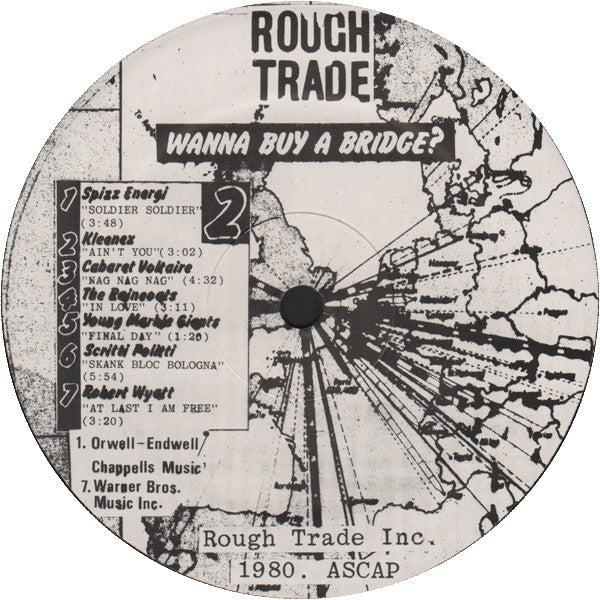 ROUGH
TRADE
WANNA BUY A BRIDGE?
2
1 Spizz Energi
"SOLDIER SOLDIER"
(3:48)
2 Kleenex
"AIN'T YOU"(3:02)
3 Cabaret Voltaire
"NAG NAG NAG" (4:32)
4 The Raincoats
"IN LOVE" (3:11)
5 Young Marble Giants
"FINAL DAY" (1:20)
6 Scritti Politti
"SKANK BLOC BOLOGNA"
(5:54)
7 Robert Wyatt
"AT LAST I AM FREE"
(3:20)
1. Orwell-Endwell/
Chappells Music'
7. Warner Bros.
Music Inc.
Rough Trade Inc.
1980. ASCAP